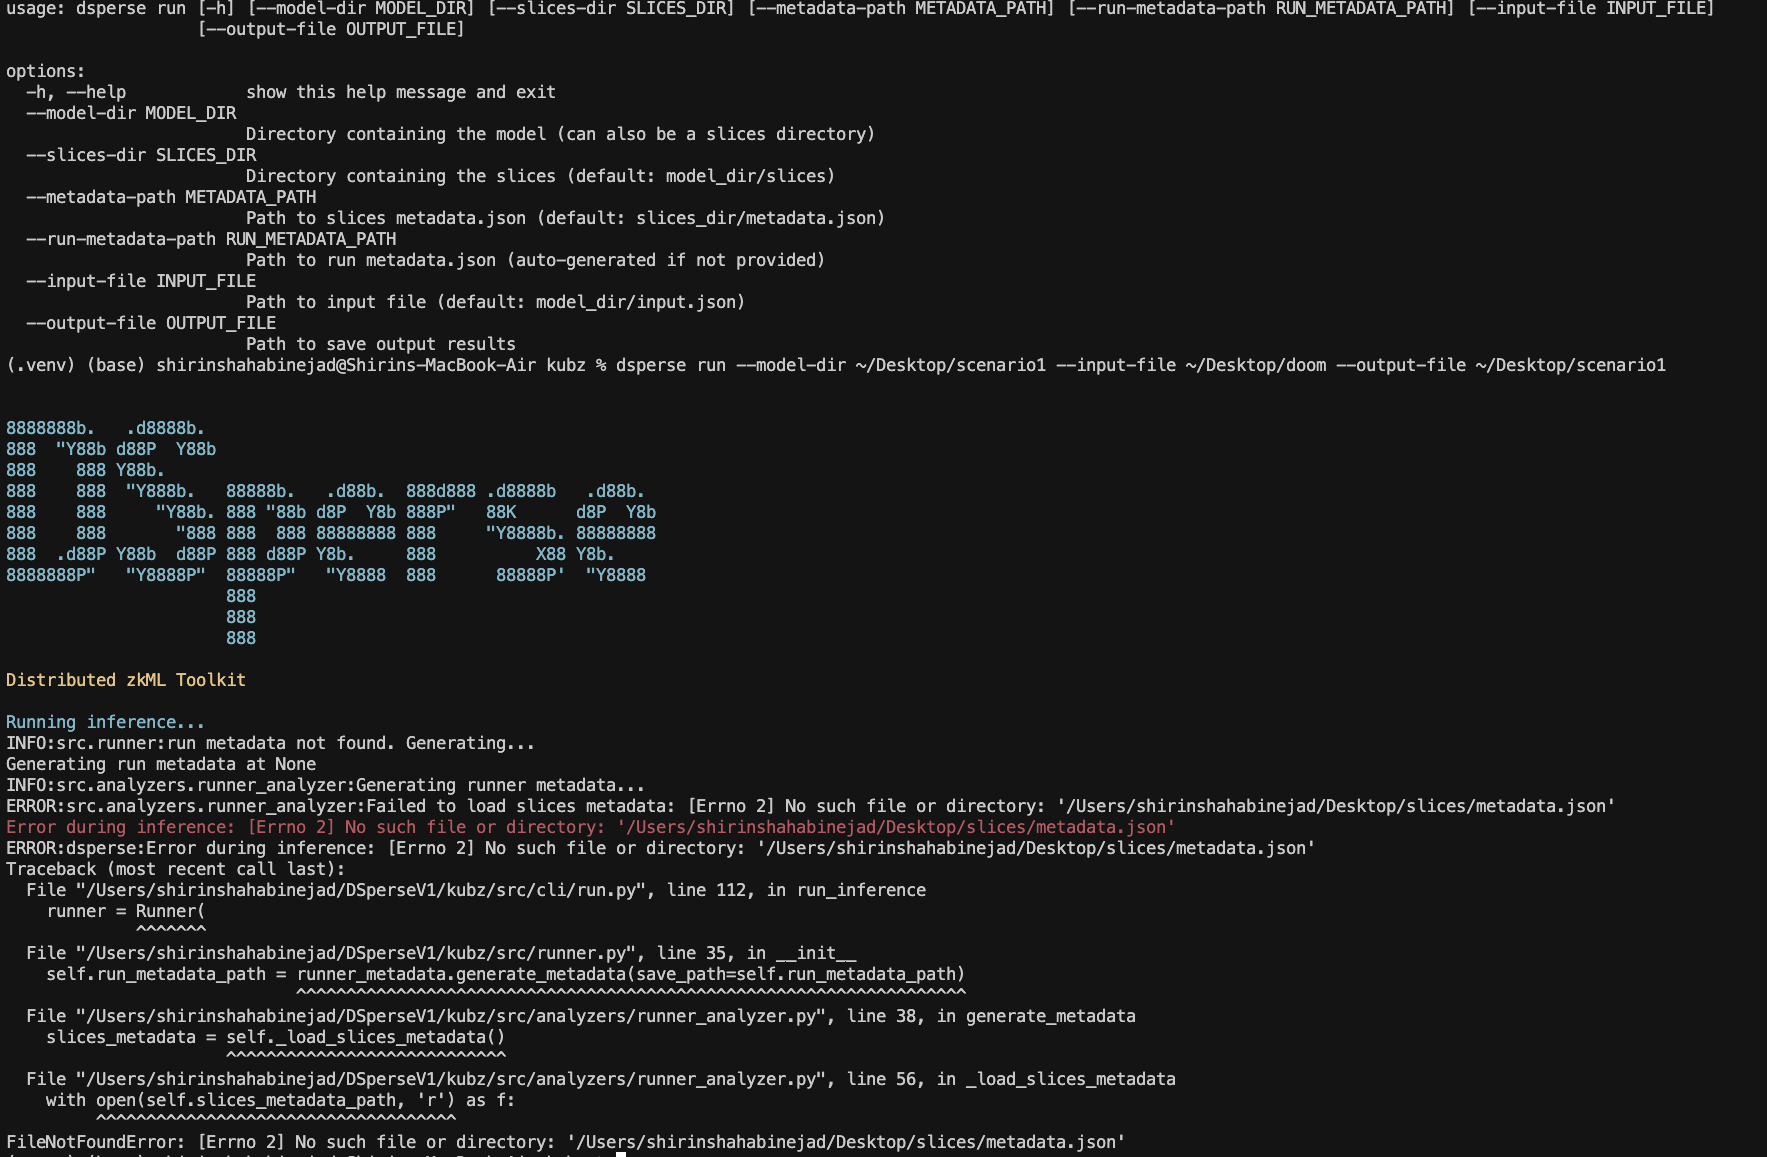 usage: dsperse run [-h] [--model-dir MODEL_DIR] [--slices-dir SLICES_DIR] [--metadata-path METADATA_PATH] [--run-metadata-path RUN_METADATA_PATH] [--input-file INPUT_FILE]
                   [--output-file OUTPUT_FILE]

options:
  -h, --help            show this help message and exit
  --model-dir MODEL_DIR
                        Directory containing the model (can also be a slices directory)
  --slices-dir SLICES_DIR
                        Directory containing the slices (default: model_dir/slices)
  --metadata-path METADATA_PATH
                        Path to slices metadata.json (default: slices_dir/metadata.json)
  --run-metadata-path RUN_METADATA_PATH
                        Path to run metadata.json (auto-generated if not provided)
  --input-file INPUT_FILE
                        Path to input file (default: model_dir/input.json)
  --output-file OUTPUT_FILE
                        Path to save output results
(.venv) (base) shirinshahabinejad@Shirins-MacBook-Air kubz % dsperse run --model-dir ~/Desktop/scenario1 --input-file ~/Desktop/doom --output-file ~/Desktop/scenario1

8888888b.   .d8888b.
888  "Y88b d88P  Y88b
888    888 Y88b.
888    888  "Y888b.   88888b.   .d88b.  888d888 .d8888b   .d88b.
888    888     "Y88b. 888 "88b d8P  Y8b 888P"   88K      d8P  Y8b
888    888       "888 888  888 88888888 888     "Y8888b. 88888888
888  .d88P Y88b  d88P 888 d88P Y8b.     888          X88 Y8b.
8888888P"   "Y8888P"  88888P"   "Y8888  888      88888P'  "Y8888
                      888
                      888
                      888

Distributed zkML Toolkit

Running inference...
INFO:src.runner:run metadata not found. Generating...
Generating run metadata at None
INFO:src.analyzers.runner_analyzer:Generating runner metadata...
ERROR:src.analyzers.runner_analyzer:Failed to load slices metadata: [Errno 2] No such file or directory: '/Users/shirinshahabinejad/Desktop/slices/metadata.json'
Error during inference: [Errno 2] No such file or directory: '/Users/shirinshahabinejad/Desktop/slices/metadata.json'
ERROR:dsperse:Error during inference: [Errno 2] No such file or directory: '/Users/shirinshahabinejad/Desktop/slices/metadata.json'
Traceback (most recent call last):
  File "/Users/shirinshahabinejad/DSperseV1/kubz/src/cli/run.py", line 112, in run_inference
    runner = Runner(
             ^^^^^^^
  File "/Users/shirinshahabinejad/DSperseV1/kubz/src/runner.py", line 35, in __init__
    self.run_metadata_path = runner_metadata.generate_metadata(save_path=self.run_metadata_path)
                             ^^^^^^^^^^^^^^^^^^^^^^^^^^^^^^^^^^^^^^^^^^^^^^^^^^^^^^^^^^^^^^^^^^^
  File "/Users/shirinshahabinejad/DSperseV1/kubz/src/analyzers/runner_analyzer.py", line 38, in generate_metadata
    slices_metadata = self._load_slices_metadata()
                      ^^^^^^^^^^^^^^^^^^^^^^^^^^^^
  File "/Users/shirinshahabinejad/DSperseV1/kubz/src/analyzers/runner_analyzer.py", line 56, in _load_slices_metadata
    with open(self.slices_metadata_path, 'r') as f:
         ^^^^^^^^^^^^^^^^^^^^^^^^^^^^^^^^^^^^
FileNotFoundError: [Errno 2] No such file or directory: '/Users/shirinshahabinejad/Desktop/slices/metadata.json'